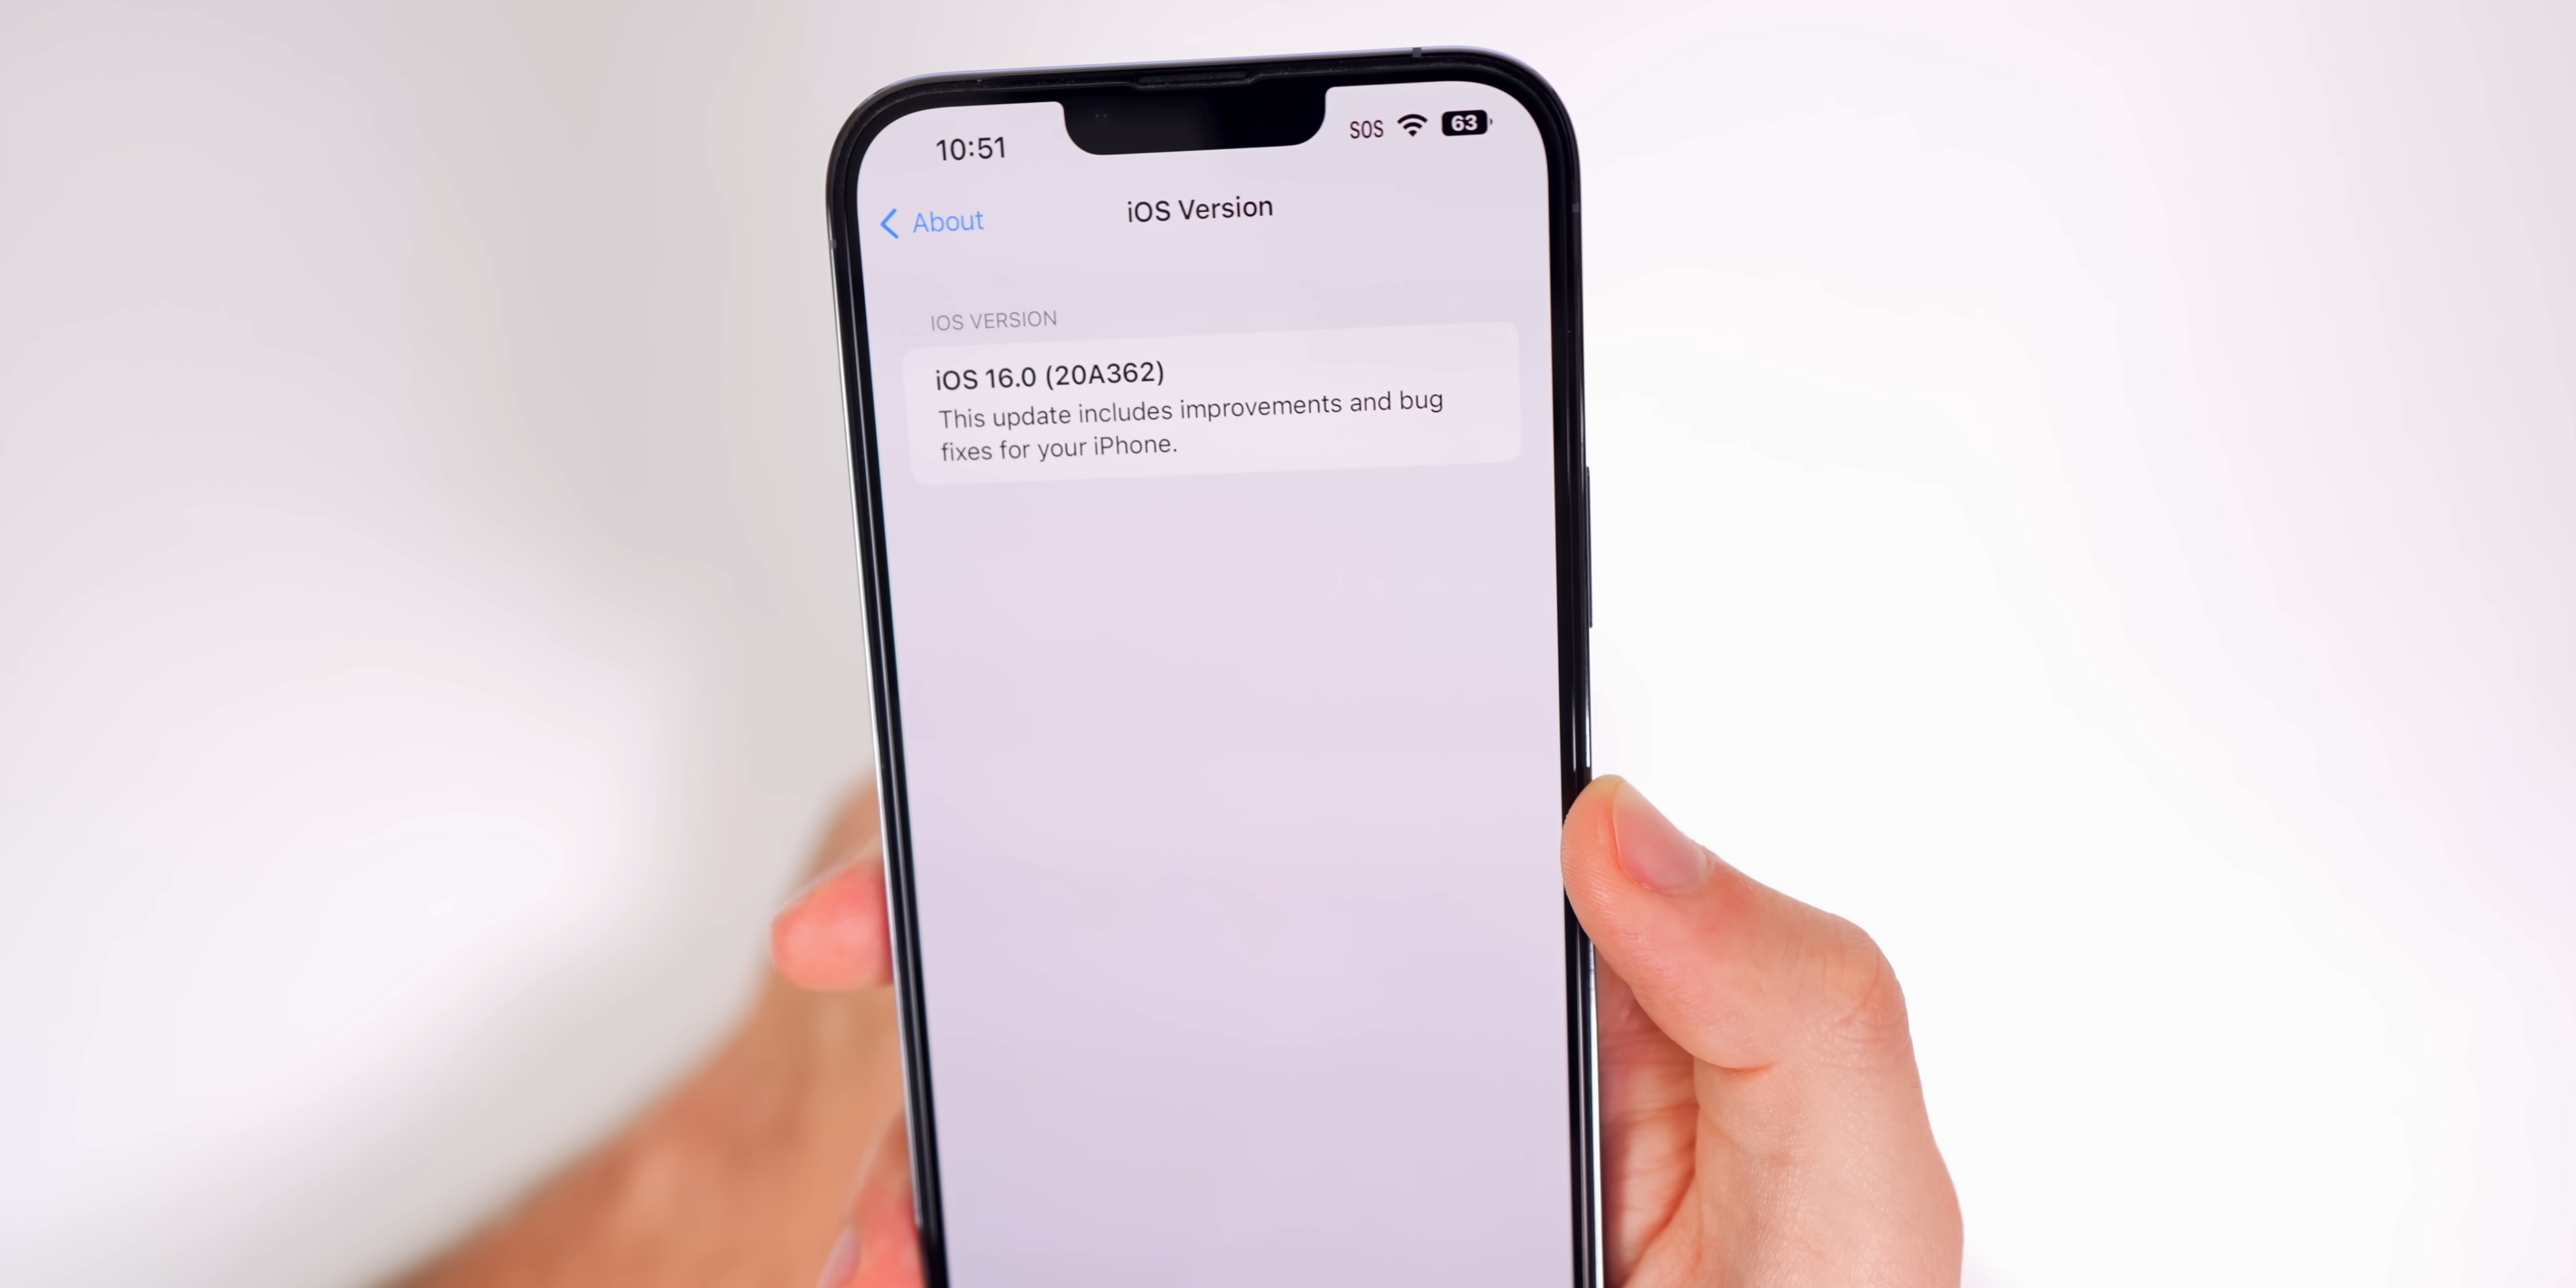 10:51
SOS
63
About
iOS Version
IOS VERSION
iOS 16.0 (20A362)
This update includes improvements and bug
fixes for your iPhone.